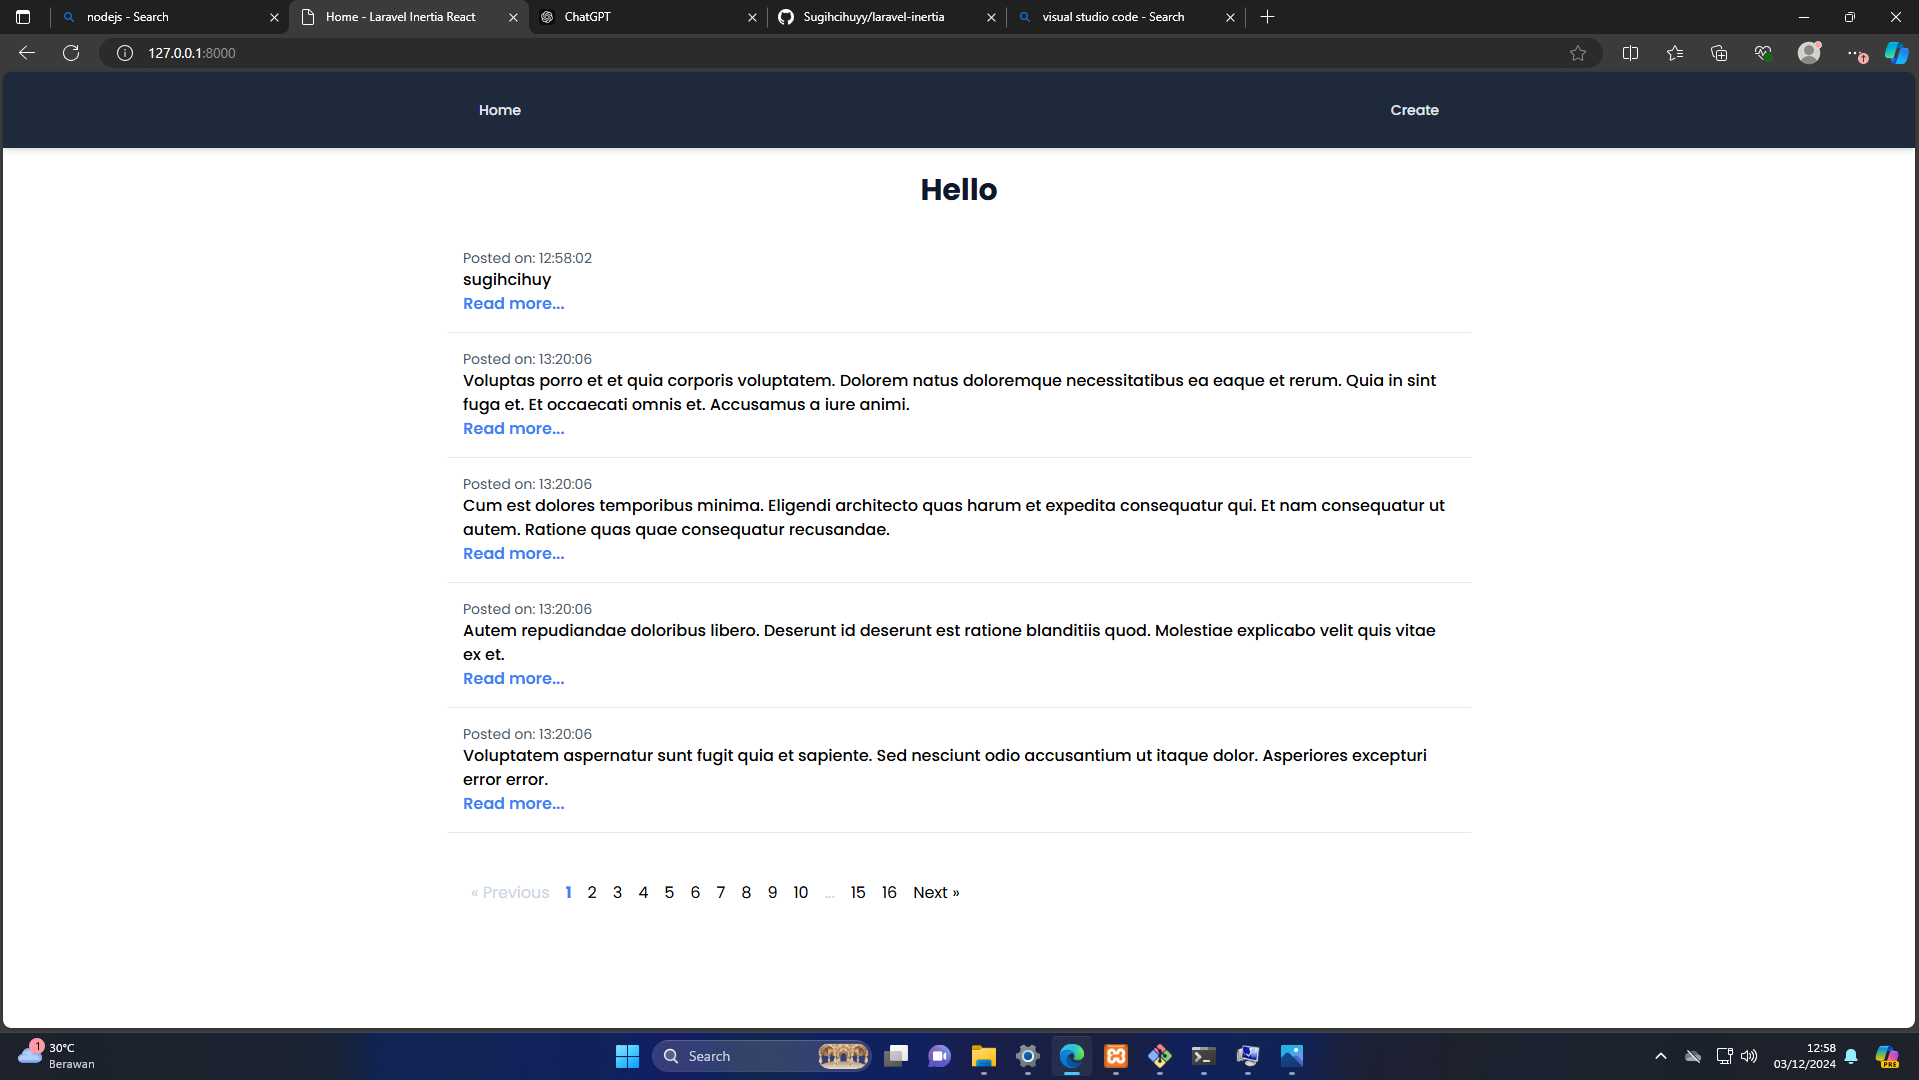 nodejs - Search
Home - Laravel Inertia React
ChatGPT
Sugihcihuyy/laravel-inertia
visual studio code - Search
127.0.0.1:8000
Home
Create
Hello
Posted on: 12:58:02
sugihcihuy
Read more...
Posted on: 13:20:06
Voluptas porro et et quia corporis voluptatem. Dolorem natus doloremque necessitatibus ea eaque et rerum. Quia in sint
fuga et. Et occaecati omnis et. Accusamus a iure animi.
Read more...
Posted on: 13:20:06
Cum est dolores temporibus minima. Eligendi architecto quas harum et expedita consequatur qui. Et nam consequatur ut
autem. Ratione quas quae consequatur recusandae.
Read more...
Posted on: 13:20:06
Autem repudiandae doloribus libero. Deserunt id deserunt est ratione blanditiis quod. Molestiae explicabo velit quis vitae
ex et.
Read more...
Posted on: 13:20:06
Voluptatem aspernatur sunt fugit quia et sapiente. Sed nesciunt odio accusantium ut itaque dolor. Asperiores excepturi
error error.
Read more...
« Previous 1 2 3 4 5 6 7 8 9 10 ... 15 16 Next »
1
30°C
Berawan
Search
12:58
03/12/2024
PRE